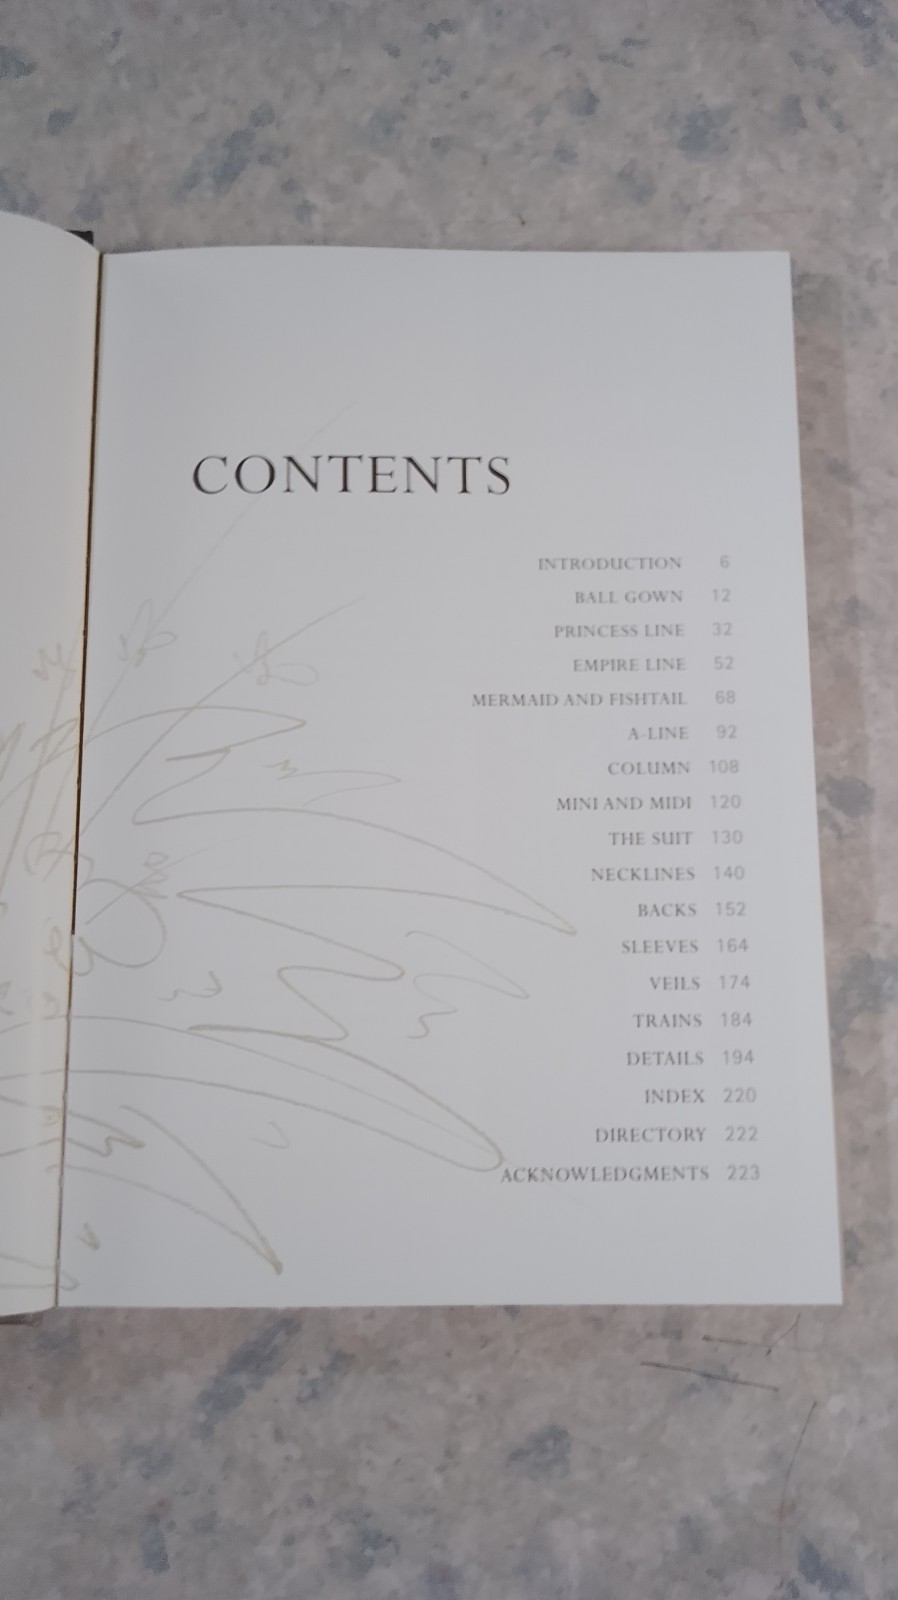 CONTENTS
INTRODUCTION 6
BALL GOWN 12
PRINCESS LINE 32
EMPIRE LINE 52
MERMAID AND FISHTAIL 68
A-LINE 92
COLUMN 108
MINI AND MIDI 120
THE SUIT 130
NECKLINES 140
BACKS 152
SLEEVES 164
VEILS 174
TRAINS 184
DETAILS 194
INDEX 220
DIRECTORY 222
ACKNOWLEDGMENTS 223